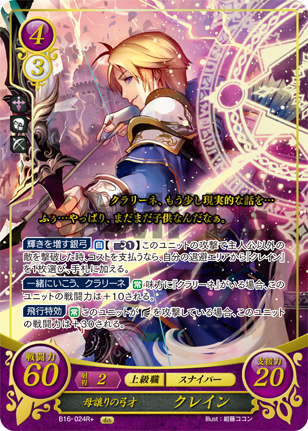 4
3
クラリーネ、もう少し現実的な話を…
ふぅ…やっぱり、まだまだ子供なんだなぁ。
輝きを増す銀弓 自 【 】このユニットの攻撃で主人公以外の
敵を撃破した時、コストを支払うなら、自分の退避エリアから『クレイン』
を1枚選び、手札に加える。
一緒にいこう、クラリーネ 常 味方に『クラリーネ』がいる場合、このユ
ニットの戦闘力は+10される。
飛行特効 常 このユニットが を攻撃している場合、このユニット
の戦闘力は+30される。
戦闘力 60
射程 2 上級職 スナイパー
支援力 20
母譲りの弓才 クレイン
B16-024R+ Illust:紺藤ココン